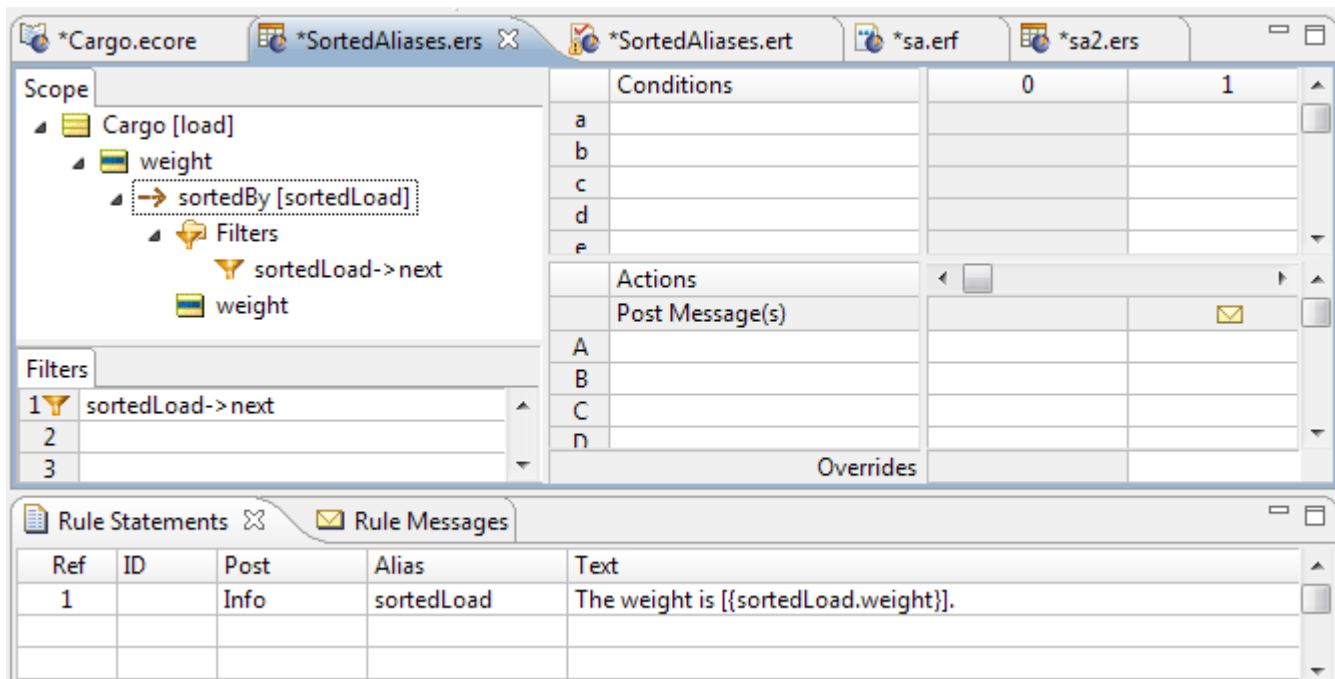 *Cargo.ecore *SortedAliases.ers *SortedAliases.ert *sa.erf *sa2.ers
Scope
Cargo [load]
weight
sortedBy [sortedLoad]
Filters
sortedLoad->next
weight
Filters
1 sortedLoad->next
2
3
Conditions 0 1
a
b
c
d
e
Actions
Post Message(s)
A
B
C
D
Overrides
Rule Statements Rule Messages
Ref ID Post Alias Text
1 Info sortedLoad The weight is [{sortedLoad.weight}].